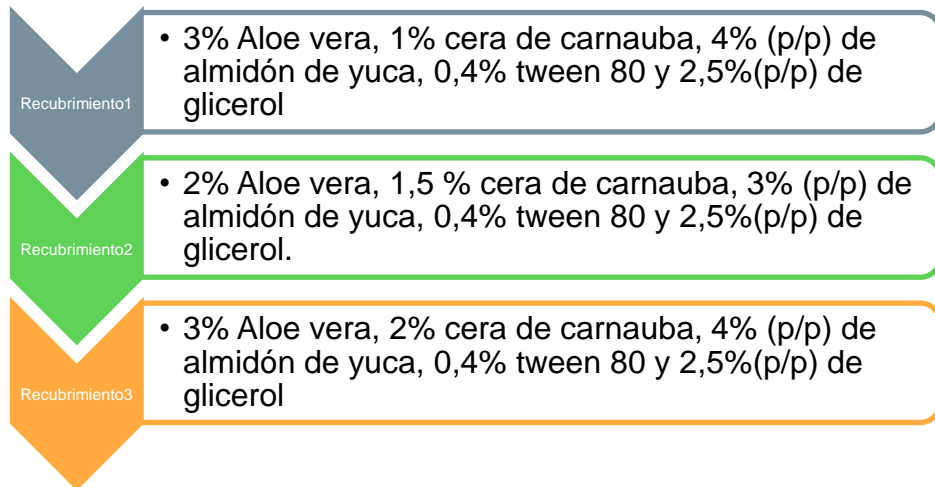 Recubrimiento1
• 3% Aloe vera, 1% cera de carnauba, 4% (p/p) de
almidón de yuca, 0,4% tween 80 y 2,5%(p/p) de
glicerol
Recubrimiento2
• 2% Aloe vera, 1,5 % cera de carnauba, 3% (p/p) de
almidón de yuca, 0,4% tween 80 y 2,5%(p/p) de
glicerol.
Recubrimiento3
• 3% Aloe vera, 2% cera de carnauba, 4% (p/p) de
almidón de yuca, 0,4% tween 80 y 2,5%(p/p) de
glicerol